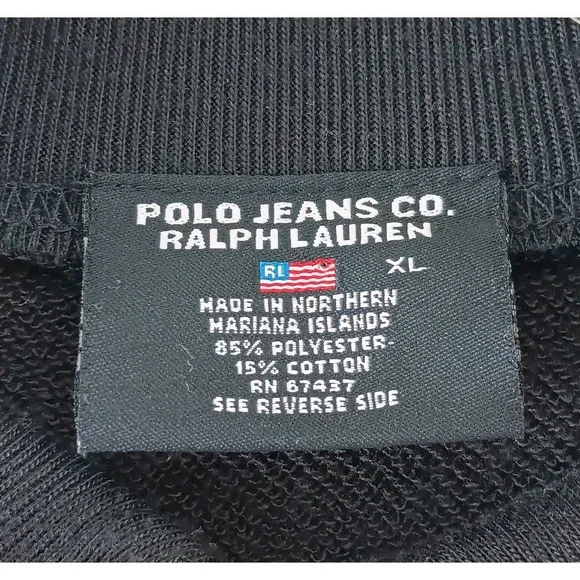 POLO JEANS CO.
RALPH LAUREN
RL XL
MADE IN NORTHERN
MARIANA ISLANDS
85% POLYESTER-
15% COTTON
RN 67437
SEE REVERSE SIDE